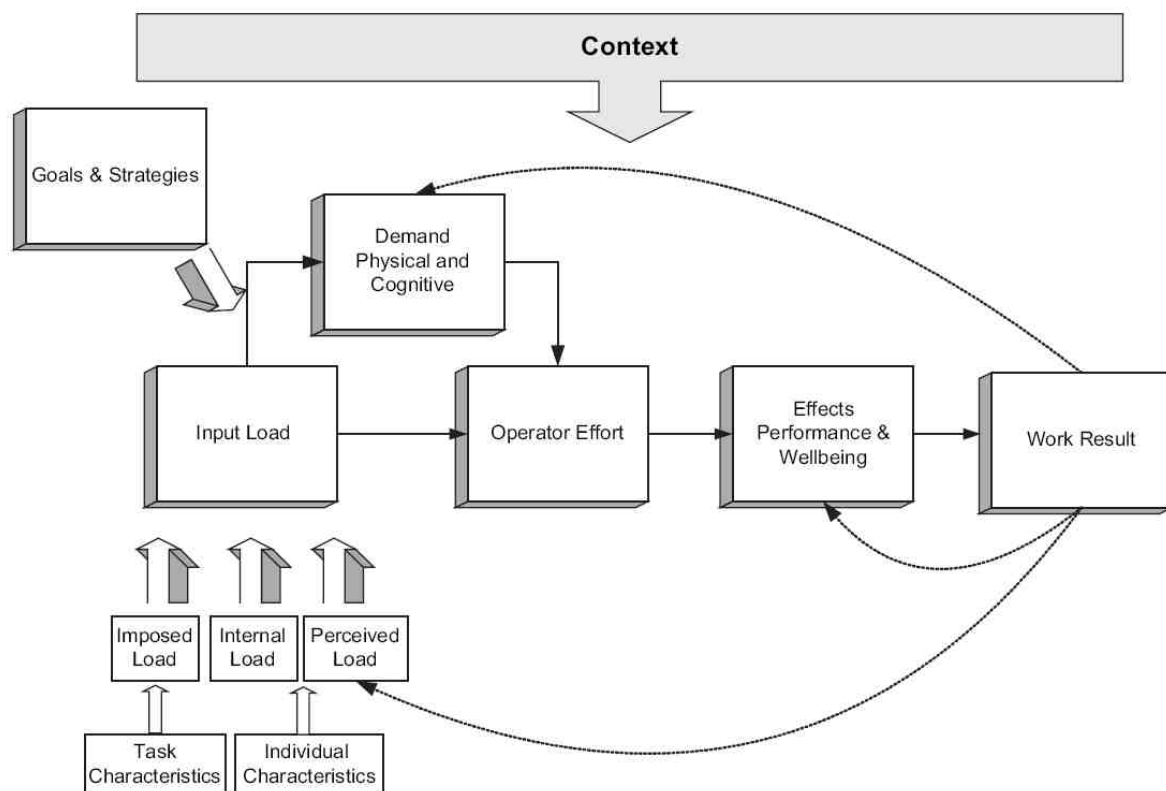 Context
Goals & Strategies
Demand
Physical and
Cognitive
Input Load
Operator Effort
Effects
Performance &
Wellbeing
Work Result
Imposed
Load
Internal
Load
Perceived
Load
Task
Characteristics
Individual
Characteristics